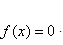 f(x) = 0 ·